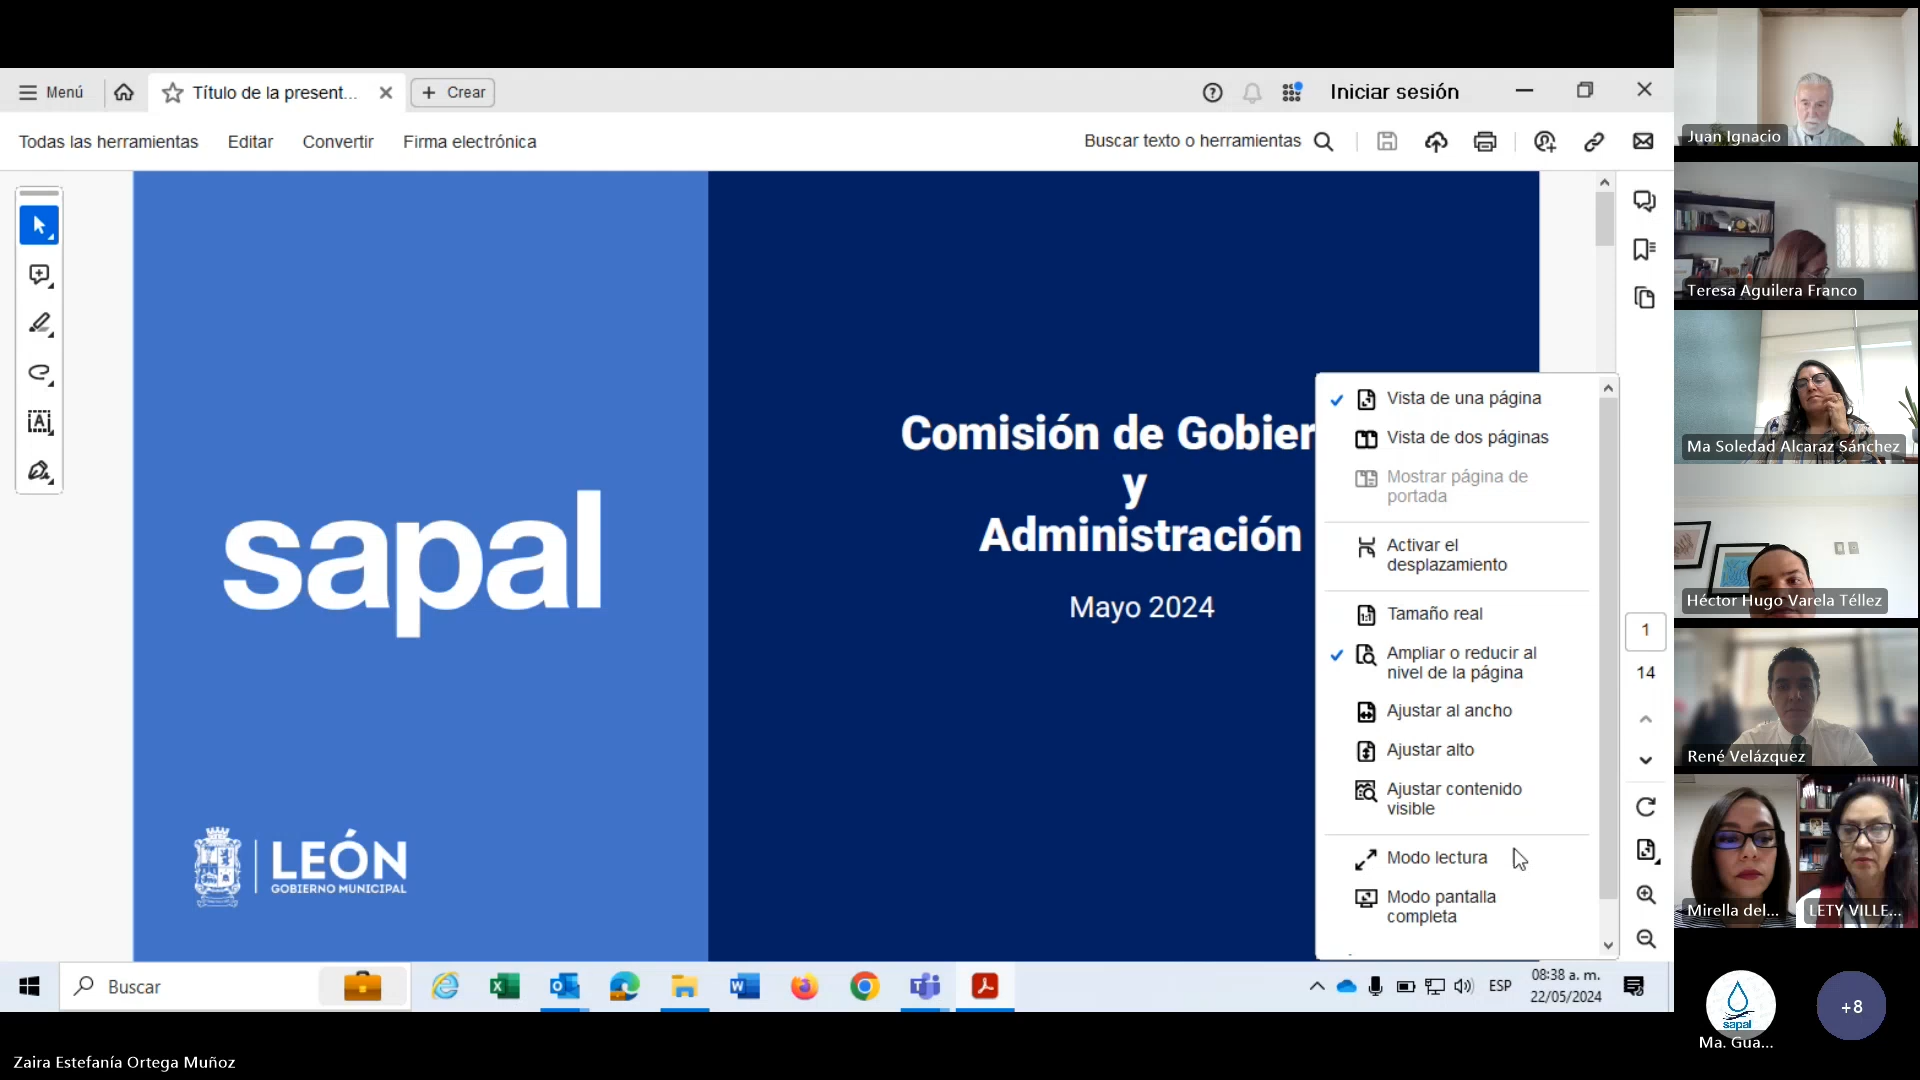 Menú
Título de la present...
Crear
Iniciar sesión
Todas las herramientas
Editar
Convertir
Firma electrónica
Buscar texto o herramientas
sapal
LEÓN
GOBIERNO MUNICIPAL
Comisión de Gobier
y
Administración
Mayo 2024
Vista de una página
Vista de dos páginas
Mostrar página de
portada
Activar el
desplazamiento
Tamaño real
Ampliar o reducir al
nivel de la página
Ajustar al ancho
Ajustar alto
Ajustar contenido
visible
Modo lectura
Modo pantalla
completa
1
14
Buscar
ESP
08:38 a. m.
22/05/2024
Juan Ignacio
Teresa Aguilera Franco
Ma Soledad Alcaraz Sánchez
Héctor Hugo Varela Téllez
René Velázquez
Mirella del...
LETY VILLE...
sapal
Ma. Gua...
+8
Zaira Estefanía Ortega Muñoz